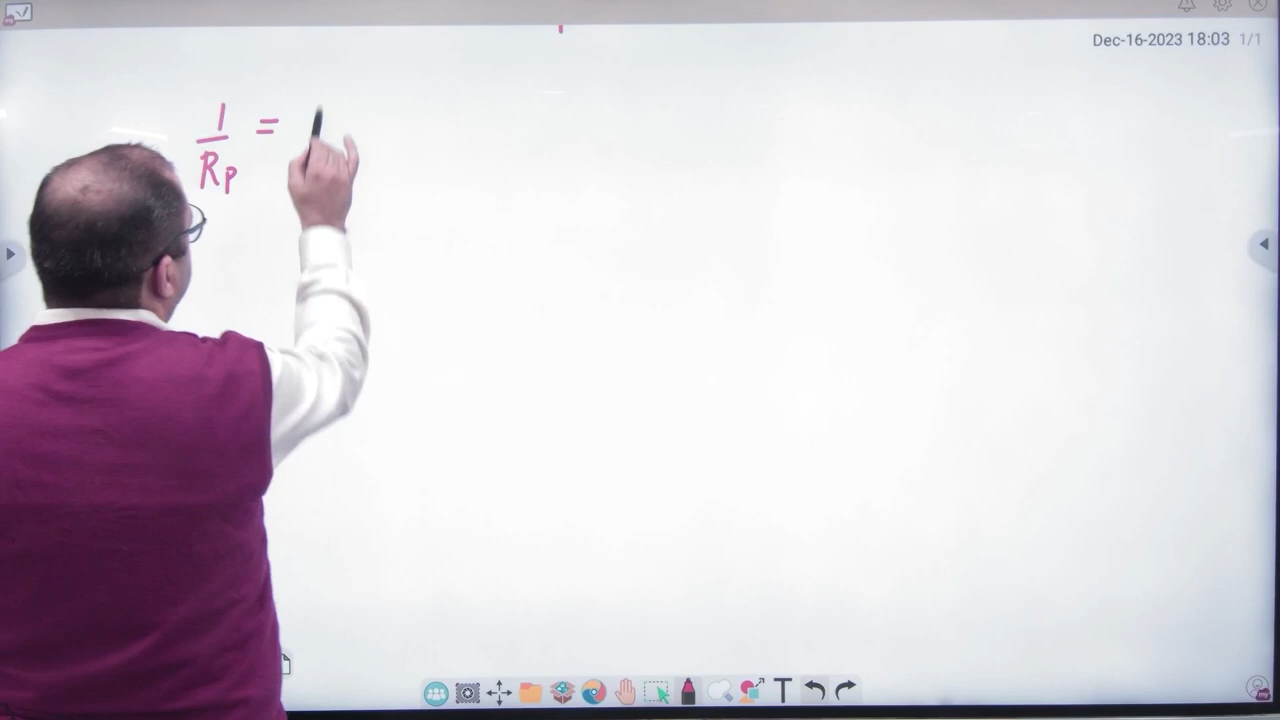 Dec-16-2023 18:03 1/1
1/Rp =
T